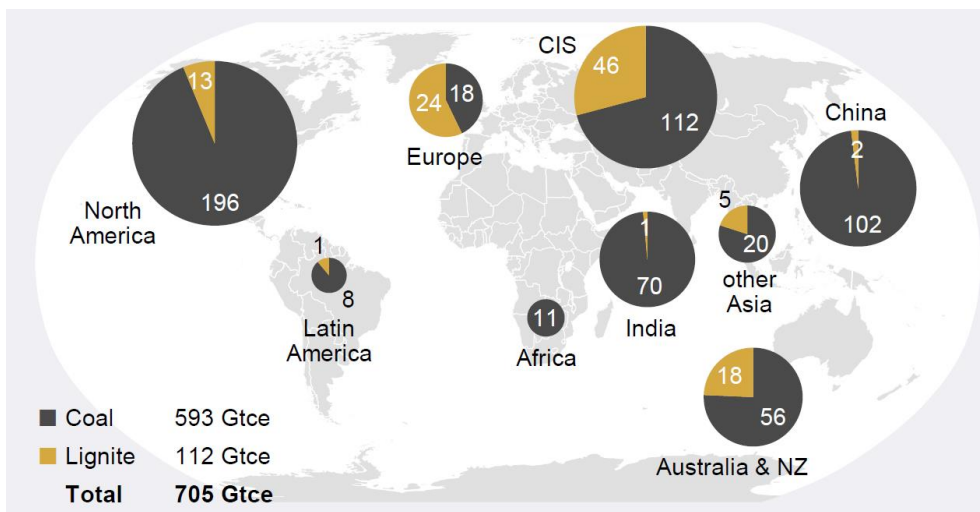 CIS
46
112
13
196
North
America
24
18
Europe
China
2
102
5
20
other
Asia
1
70
India
1
8
Latin
America
11
Africa
18
56
Australia & NZ
Coal 593 Gtce
Lignite 112 Gtce
Total 705 Gtce